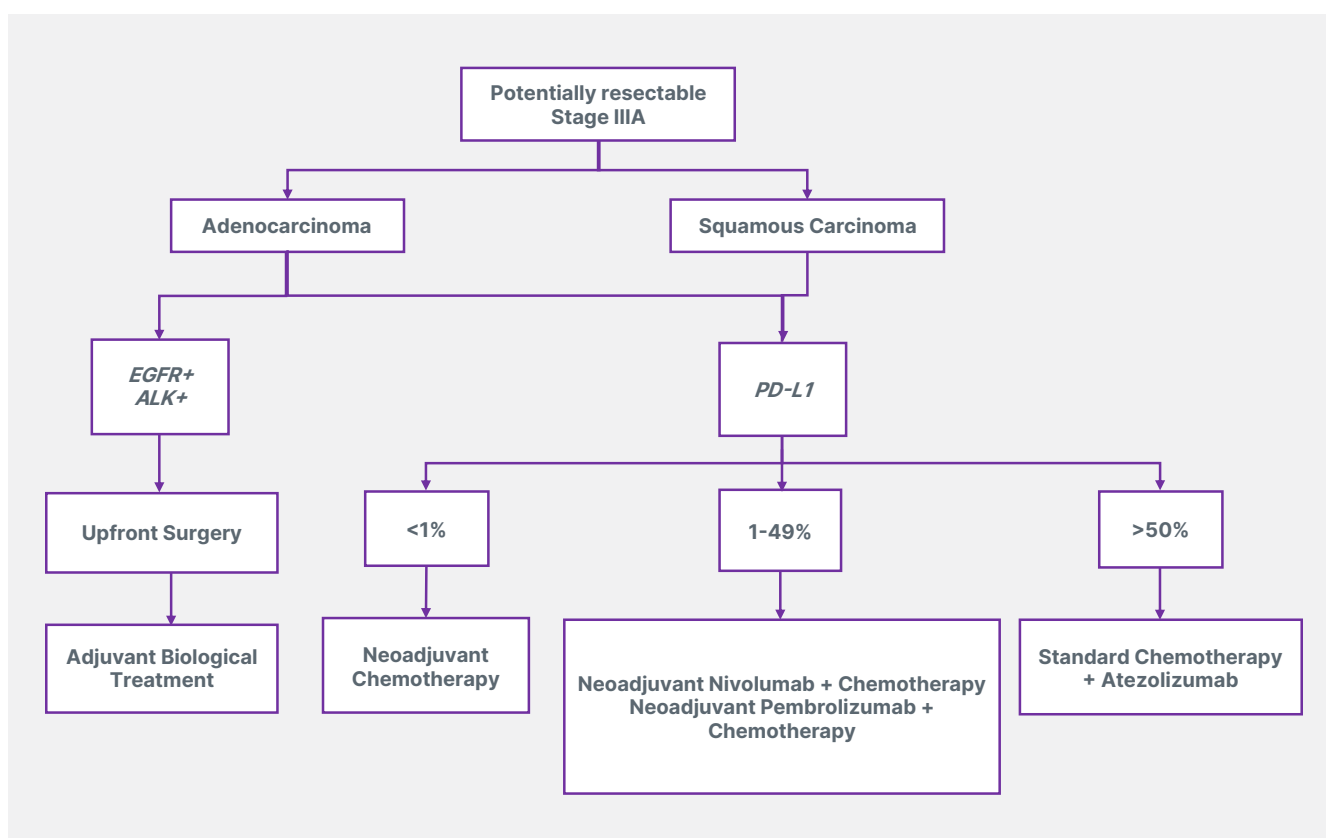 Potentially resectable
Stage IIIA
Adenocarcinoma
Squamous Carcinoma
EGFR+
ALK+
PD-L1
Upfront Surgery
<1%
1-49%
>50%
Adjuvant Biological
Treatment
Neoadjuvant
Chemotherapy
Neoadjuvant Nivolumab + Chemotherapy
Neoadjuvant Pembrolizumab +
Chemotherapy
Standard Chemotherapy
+ Atezolizumab